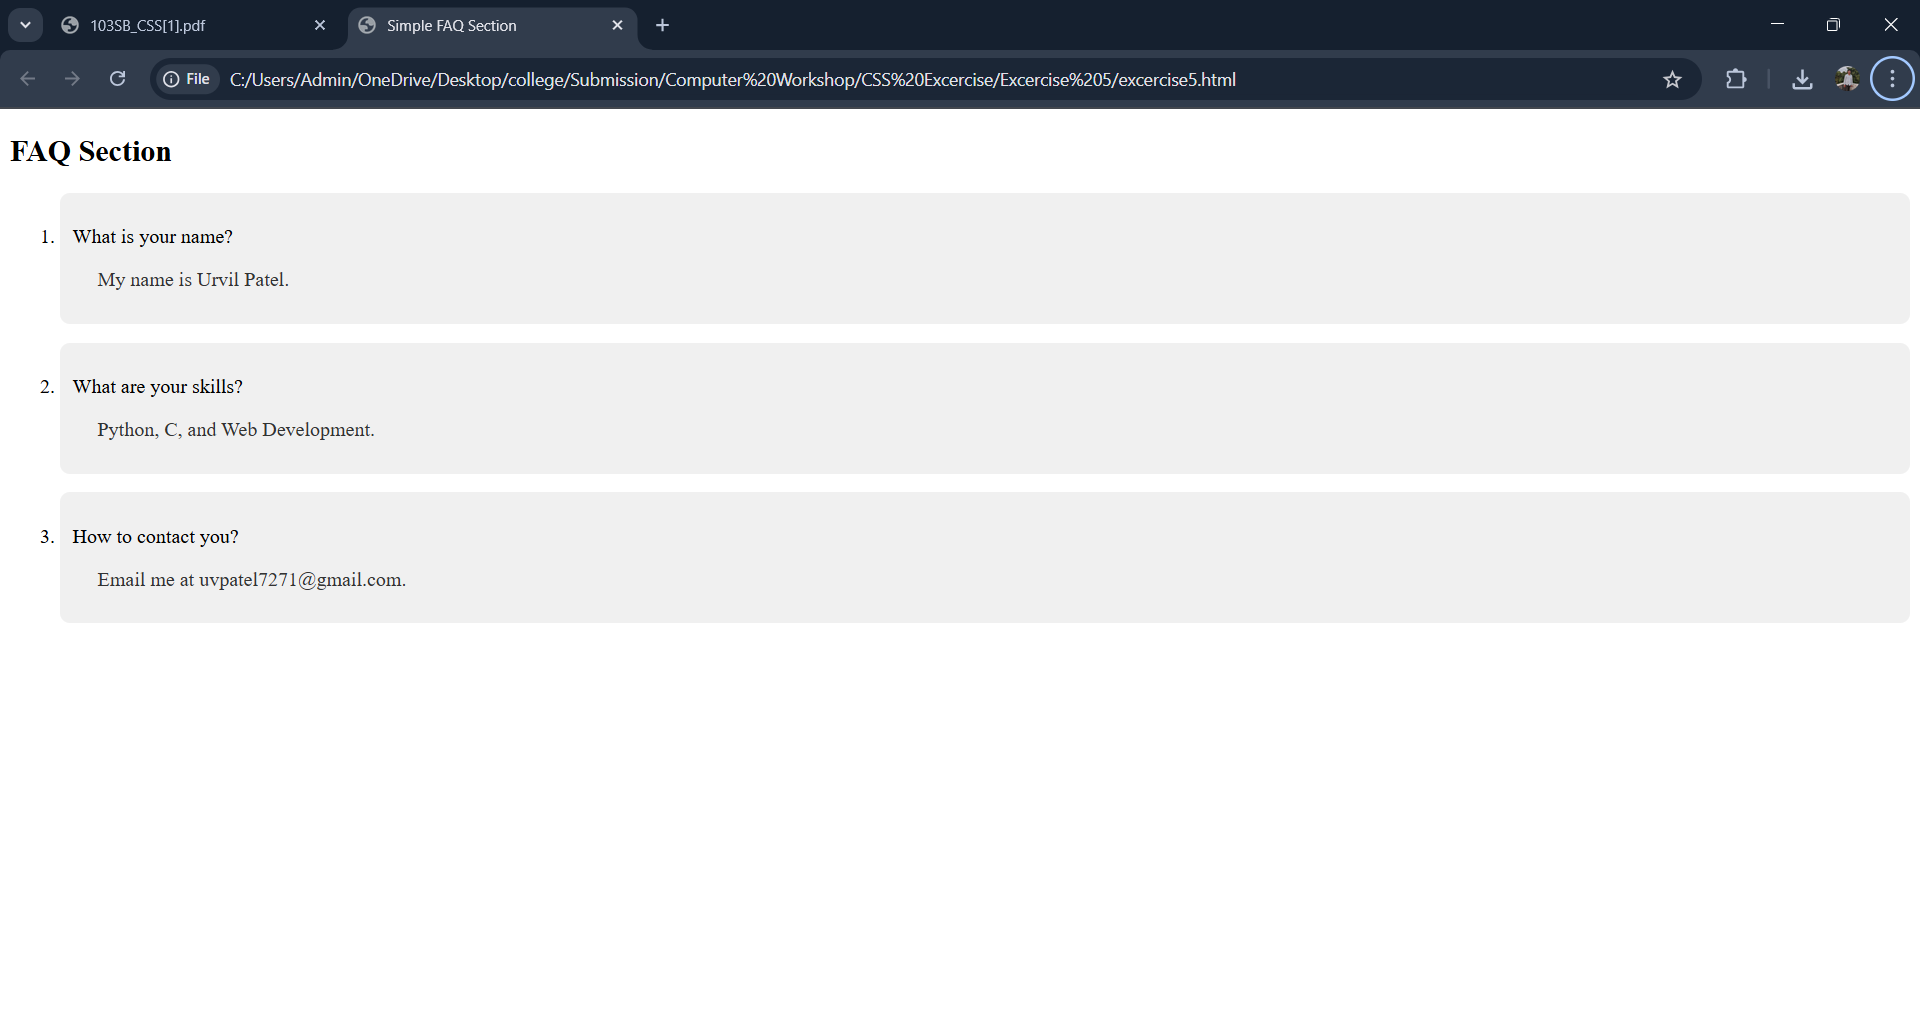 103SB_CSS[1].pdf
Simple FAQ Section
File
C:/Users/Admin/OneDrive/Desktop/college/Submission/Computer%20Workshop/CSS%20Excercise/Excercise%205/excercise5.html
FAQ Section
1. What is your name?
My name is Urvil Patel.
2. What are your skills?
Python, C, and Web Development.
3. How to contact you?
Email me at uvpatel7271@gmail.com.